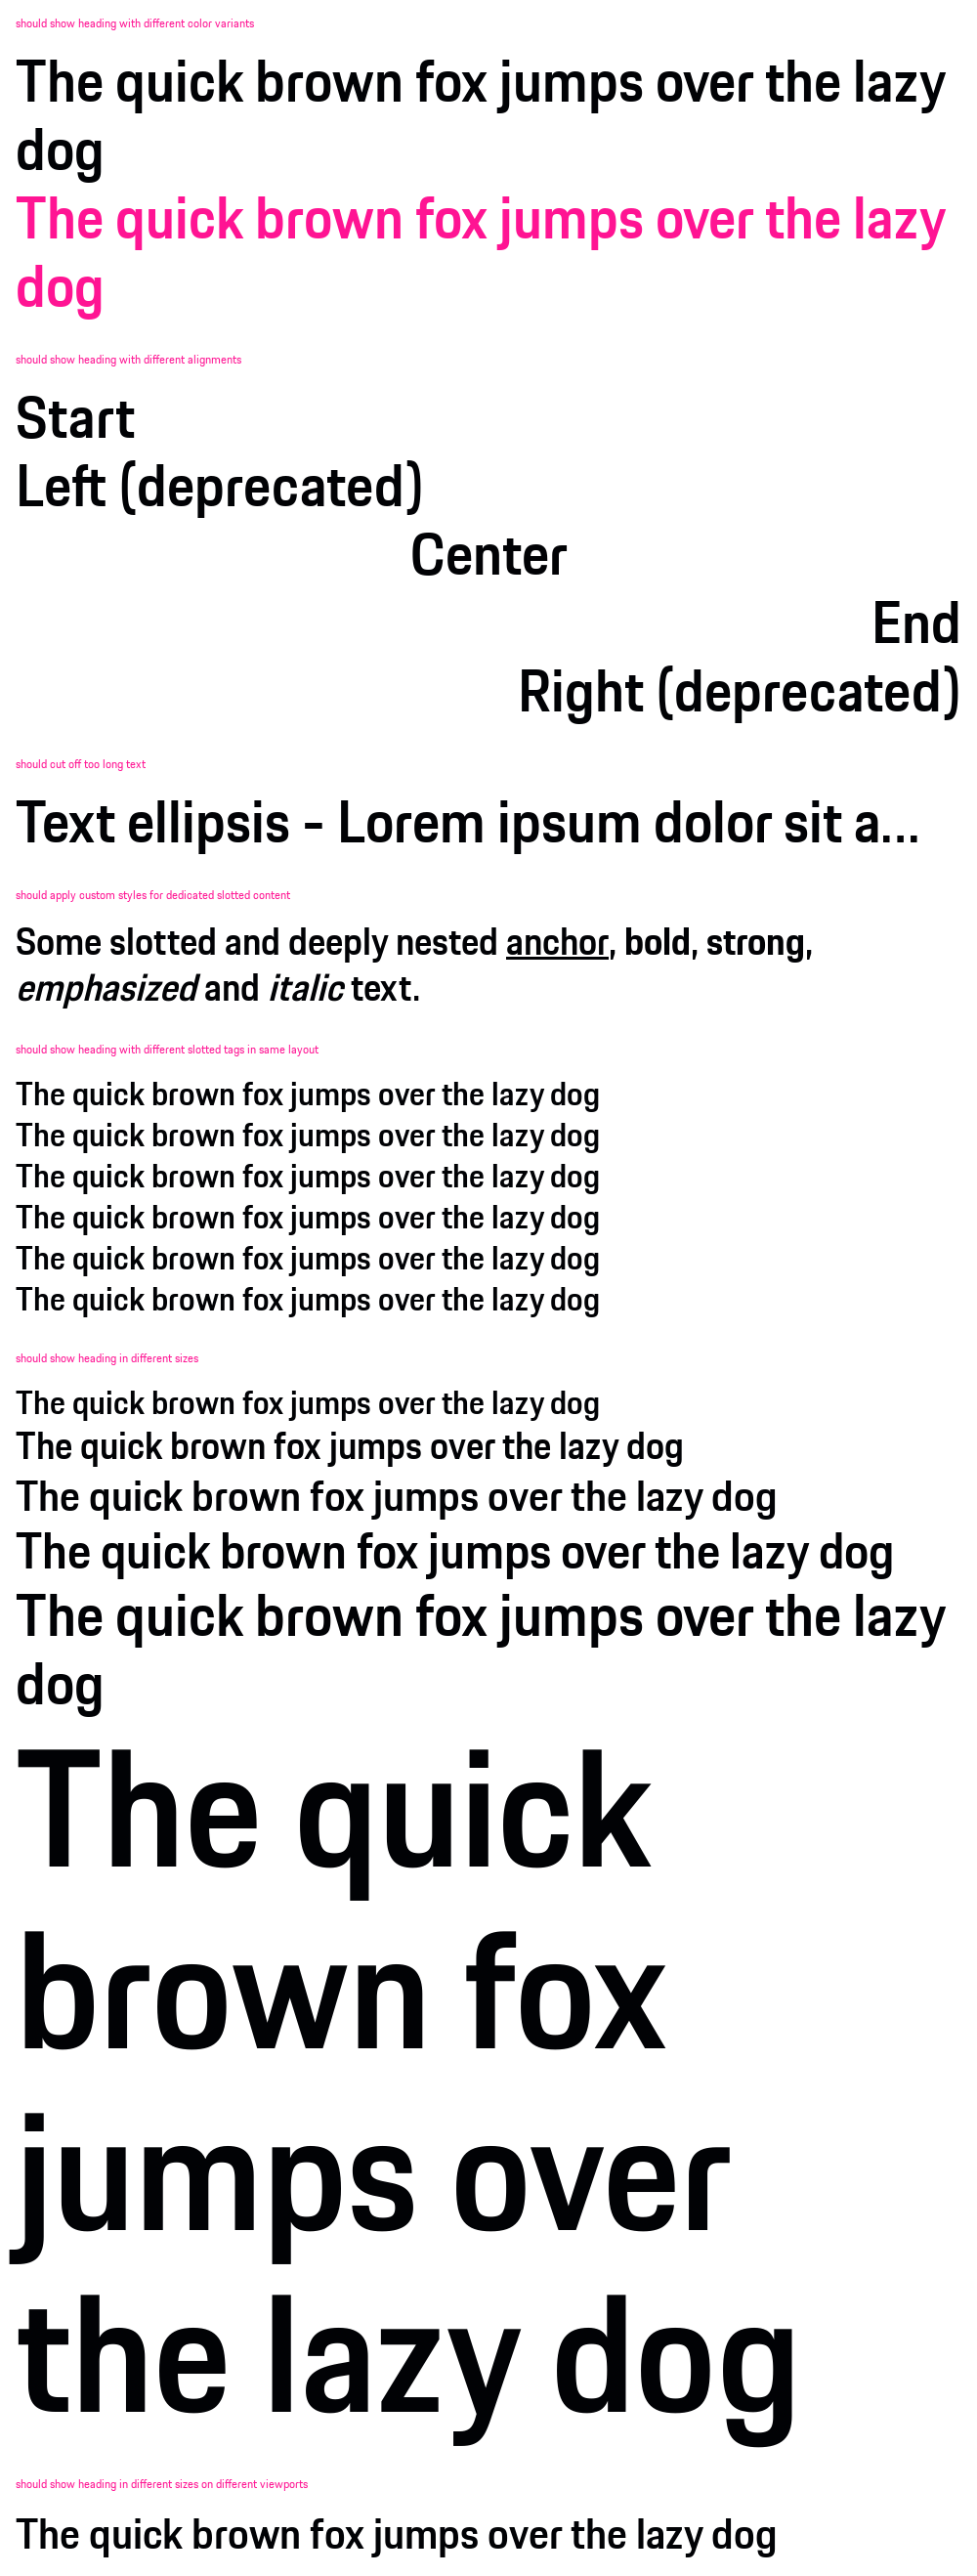 should show heading with different color variants
The quick brown fox jumps over the lazy
dog
The quick brown fox jumps over the lazy
dog
should show heading with different alignments
Start
Left (deprecated)
Center
End
Right (deprecated)
should cut off too long text
Text ellipsis - Lorem ipsum dolor sit a...
should apply custom styles for dedicated slotted content
Some slotted and deeply nested anchor, bold, strong,
emphasized and italic text.
should show heading with different slotted tags in same layout
The quick brown fox jumps over the lazy dog
The quick brown fox jumps over the lazy dog
The quick brown fox jumps over the lazy dog
The quick brown fox jumps over the lazy dog
The quick brown fox jumps over the lazy dog
The quick brown fox jumps over the lazy dog
should show heading in different sizes
The quick brown fox jumps over the lazy dog
The quick brown fox jumps over the lazy dog
The quick brown fox jumps over the lazy dog
The quick brown fox jumps over the lazy dog
The quick brown fox jumps over the lazy
dog
The quick
brown fox
jumps over
the lazy dog
should show heading in different sizes on different viewports
The quick brown fox jumps over the lazy dog